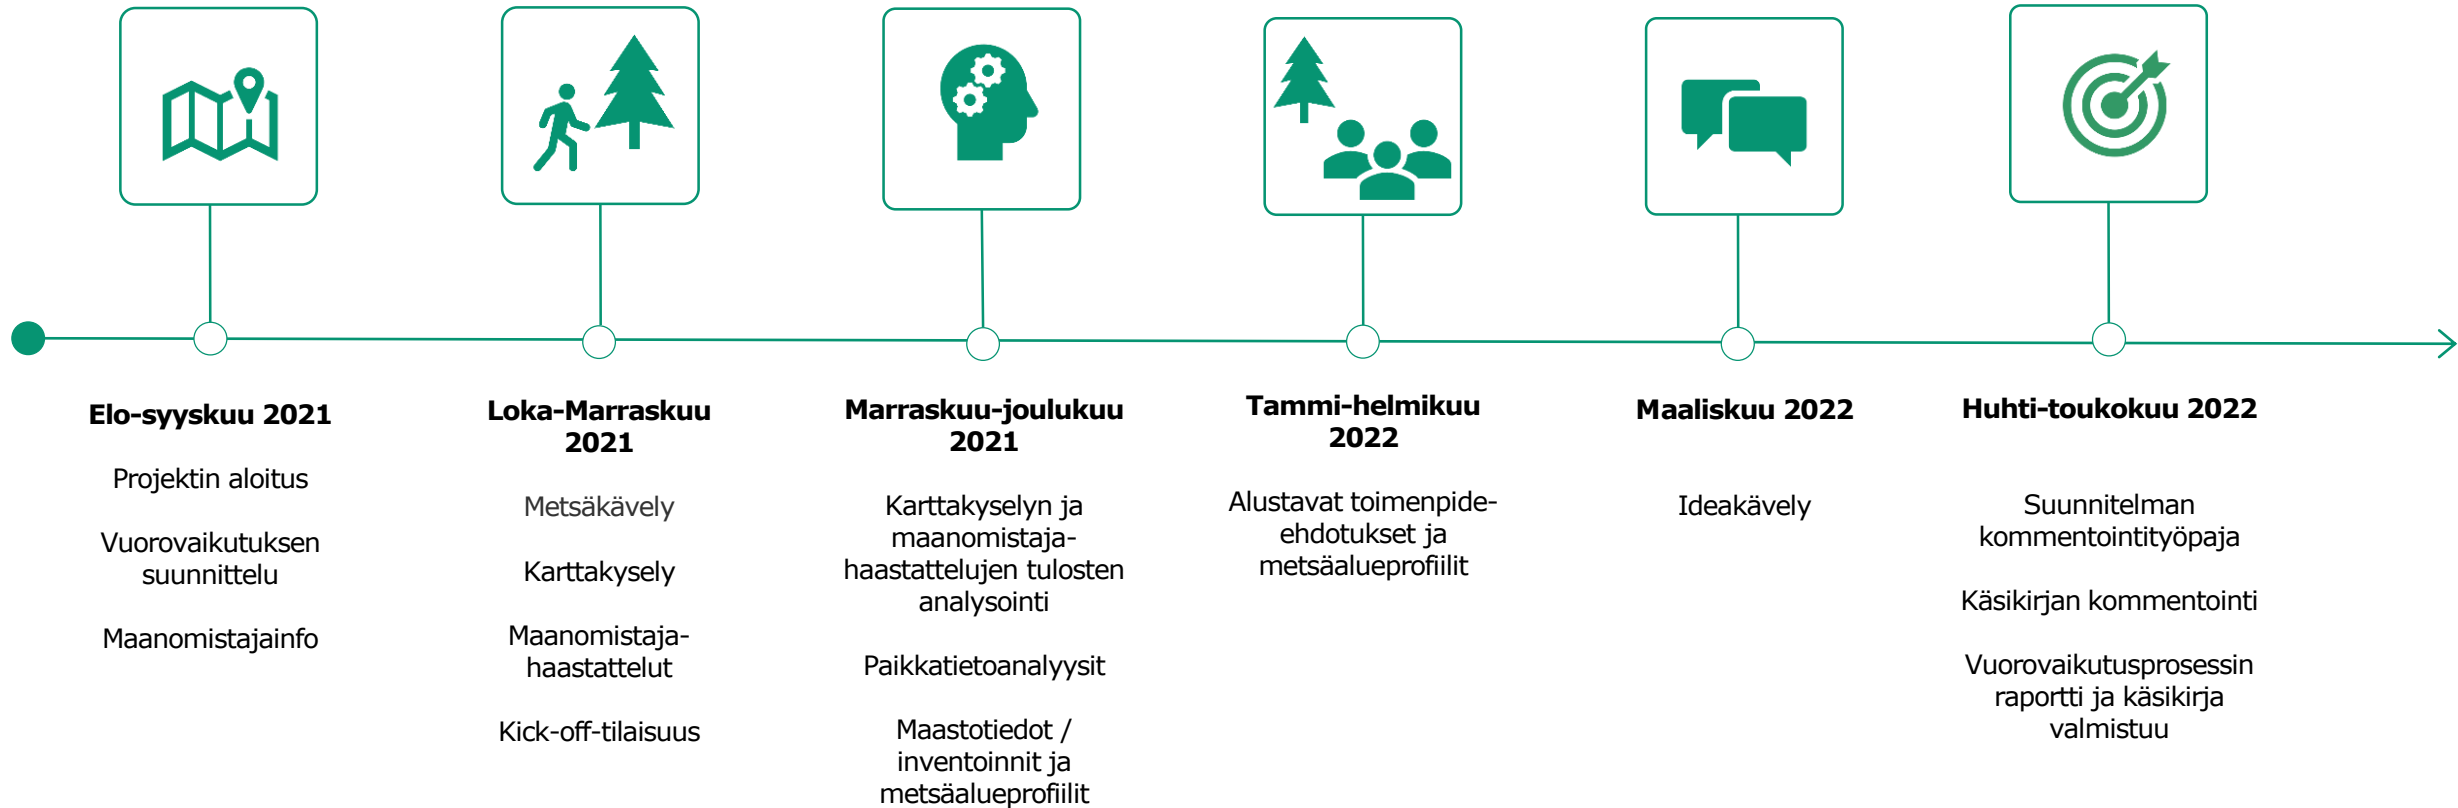 Elo-syyskuu 2021
Projektin aloitus
Vuorovaikutuksen
suunnittelu
Maanomistajainfo
Loka-Marraskuu
2021
Metsäkävely
Karttakysely
Maanomistaja-
haastattelut
Kick-off-tilaisuus
Marraskuu-joulukuu
2021
Karttakyselyn ja
maanomistaja-
haastattelujen tulosten
analysointi
Paikkatietoanalyysit
Maastotiedot /
inventoinnit ja
metsäalueprofiilit
Tammi-helmikuu
2022
Alustavat toimenpide-
ehdotukset ja
metsäalueprofiilit
Maaliskuu 2022
Ideakävely
Huhti-toukokuu 2022
Suunnitelman
kommentointityöpaja
Käsikirjan kommentointi
Vuorovaikutusprosessin
raportti ja käsikirja
valmistuu